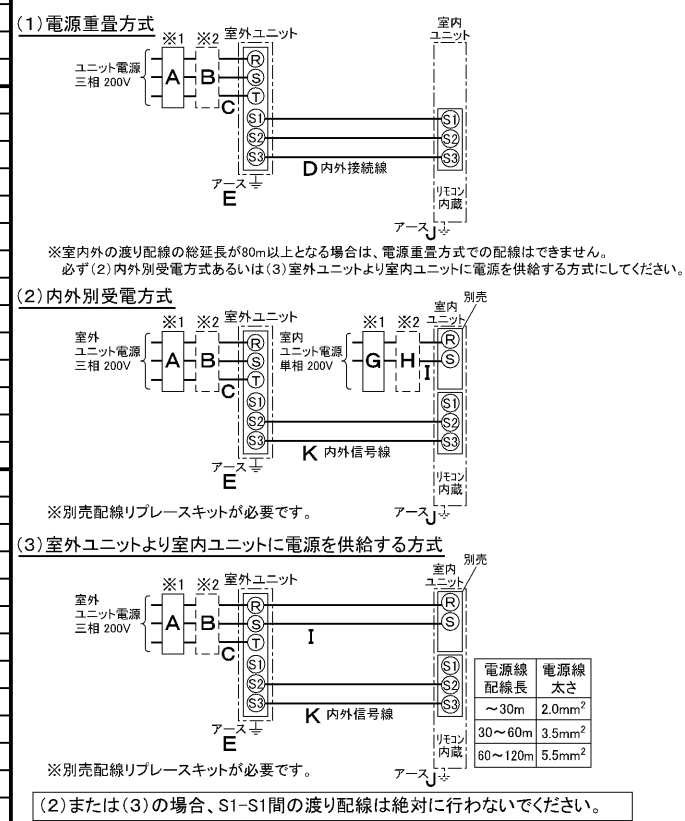 (1)電源重畳方式
※1 ※2 室外ユニット
室内
ユニット
ユニット電源
三相 200V
A B C
R
S
T
S1
S2
S3
S1
S2
S3
D 内外接続線
アース
E
リモコン
内蔵
アース J
※室内外の渡り配線の総延長が80m以上となる場合は、電源重畳方式での配線はできません。
必ず(2)内外別受電方式あるいは(3)室外ユニットより室内ユニットに電源を供給する方式にしてください。
(2)内外別受電方式
※1 ※2 室外ユニット
※1 ※2
室内
ユニット
別売
室外
ユニット電源
三相 200V
A B C
R
S
T
S1
S2
S3
室内
ユニット電源
単相 200V
G H I
R
S
S1
S2
S3
K 内外信号線
アース
E
リモコン
内蔵
アース J
※別売配線リプレースキットが必要です。
(3)室外ユニットより室内ユニットに電源を供給する方式
※1 ※2 室外ユニット
室内
ユニット
別売
室外
ユニット電源
三相 200V
A B C
R
S
T
S1
S2
S3
I
R
S
S1
S2
S3
K 内外信号線
アース
E
リモコン
内蔵
アース J
電源線配線長 電源線太さ
～30m 2.0mm²
30～60m 3.5mm²
60～120m 5.5mm²
※別売配線リプレースキットが必要です。
(2)または(3)の場合、S1-S1間の渡り配線は絶対に行わないでください。